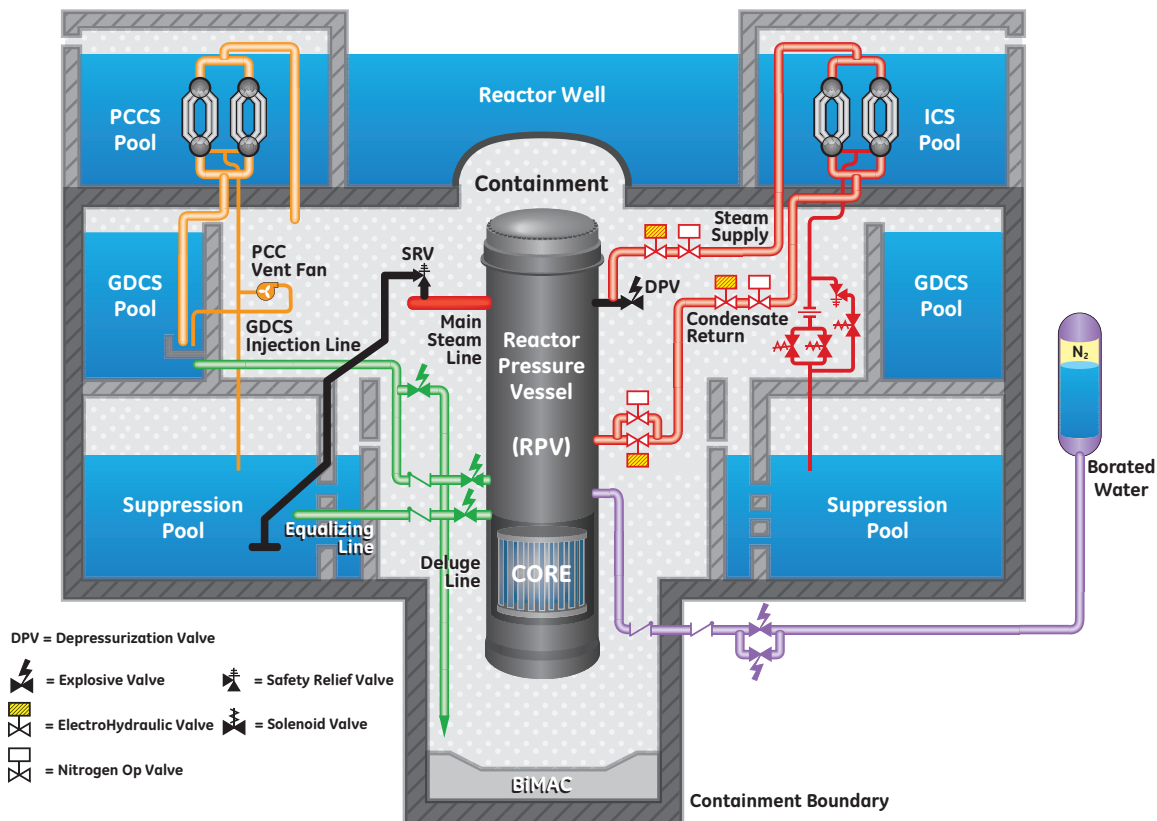 Reactor Well
PCCS
Pool
ICS
Pool
Containment
Steam
Supply
SRV
PCC
Vent Fan
GDCS
Pool
DPV
GDCS
Pool
GDCS
Injection Line
Main
Steam
Line
Reactor
Pressure
Vessel
(RPV)
Condensate
Return
N₂
Borated
Water
Suppression
Pool
Equalizing
Line
Suppression
Pool
Deluge
Line
CORE
DPV = Depressurization Valve
= Explosive Valve
= Safety Relief Valve
= ElectroHydraulic Valve
= Solenoid Valve
= Nitrogen Op Valve
BiMAC
Containment Boundary